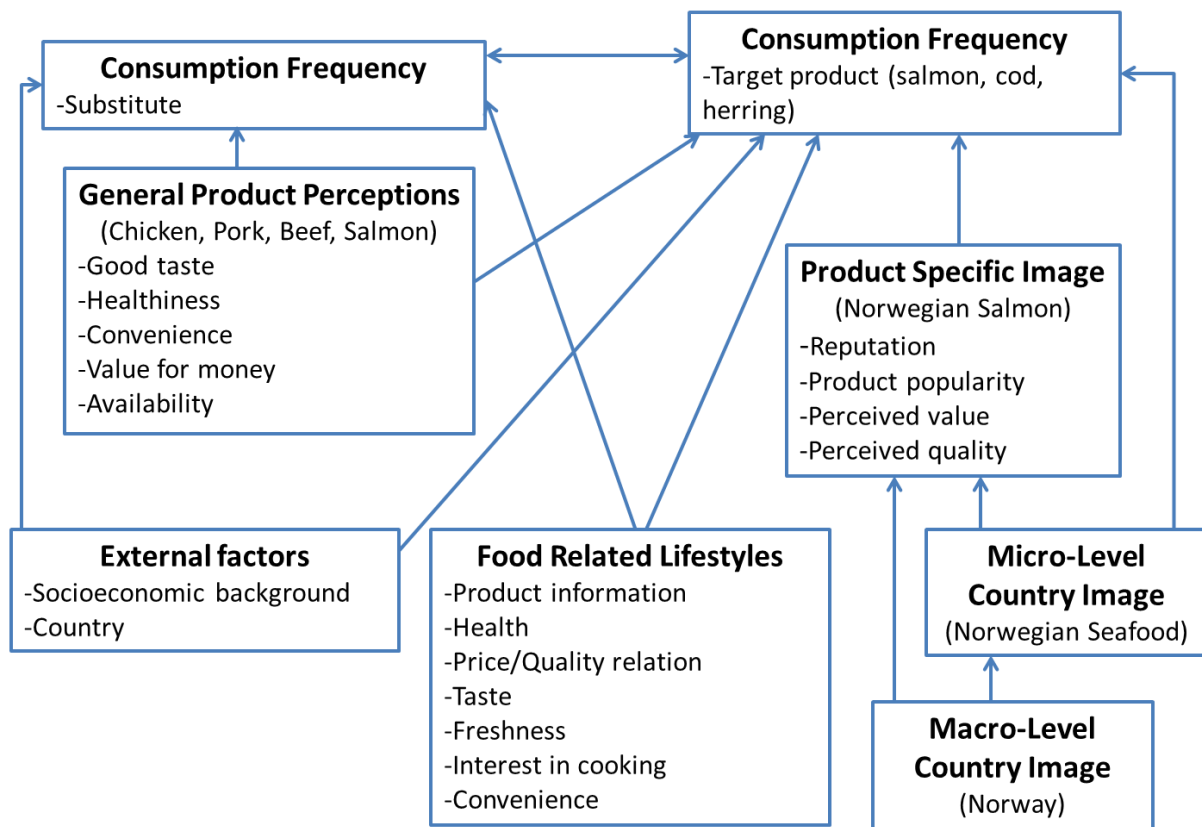 Consumption Frequency
-Substitute
Consumption Frequency
-Target product (salmon, cod,
herring)
General Product Perceptions
(Chicken, Pork, Beef, Salmon)
-Good taste
-Healthiness
-Convenience
-Value for money
-Availability
Product Specific Image
(Norwegian Salmon)
-Reputation
-Product popularity
-Perceived value
-Perceived quality
External factors
-Socioeconomic background
-Country
Food Related Lifestyles
-Product information
-Health
-Price/Quality relation
-Taste
-Freshness
-Interest in cooking
-Convenience
Micro-Level
Country Image
(Norwegian Seafood)
Macro-Level
Country Image
(Norway)